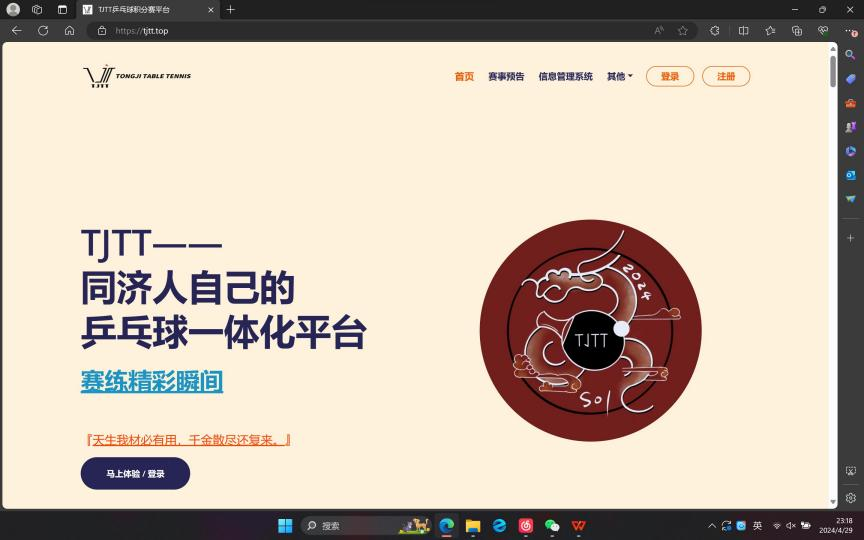 TJTT乒乓球积分赛平台
https://tjtt.top
TJTT
TONGJI TABLE TENNIS
首页 赛事预告 信息管理系统 其他 登录 注册
TJTT——
同济人自己的
乒乓球一体化平台
赛练精彩瞬间
『天生我材必有用，千金散尽还复来。』
马上体验 / 登录
2024
TJTT
搜索
英
23:18
2024/4/29